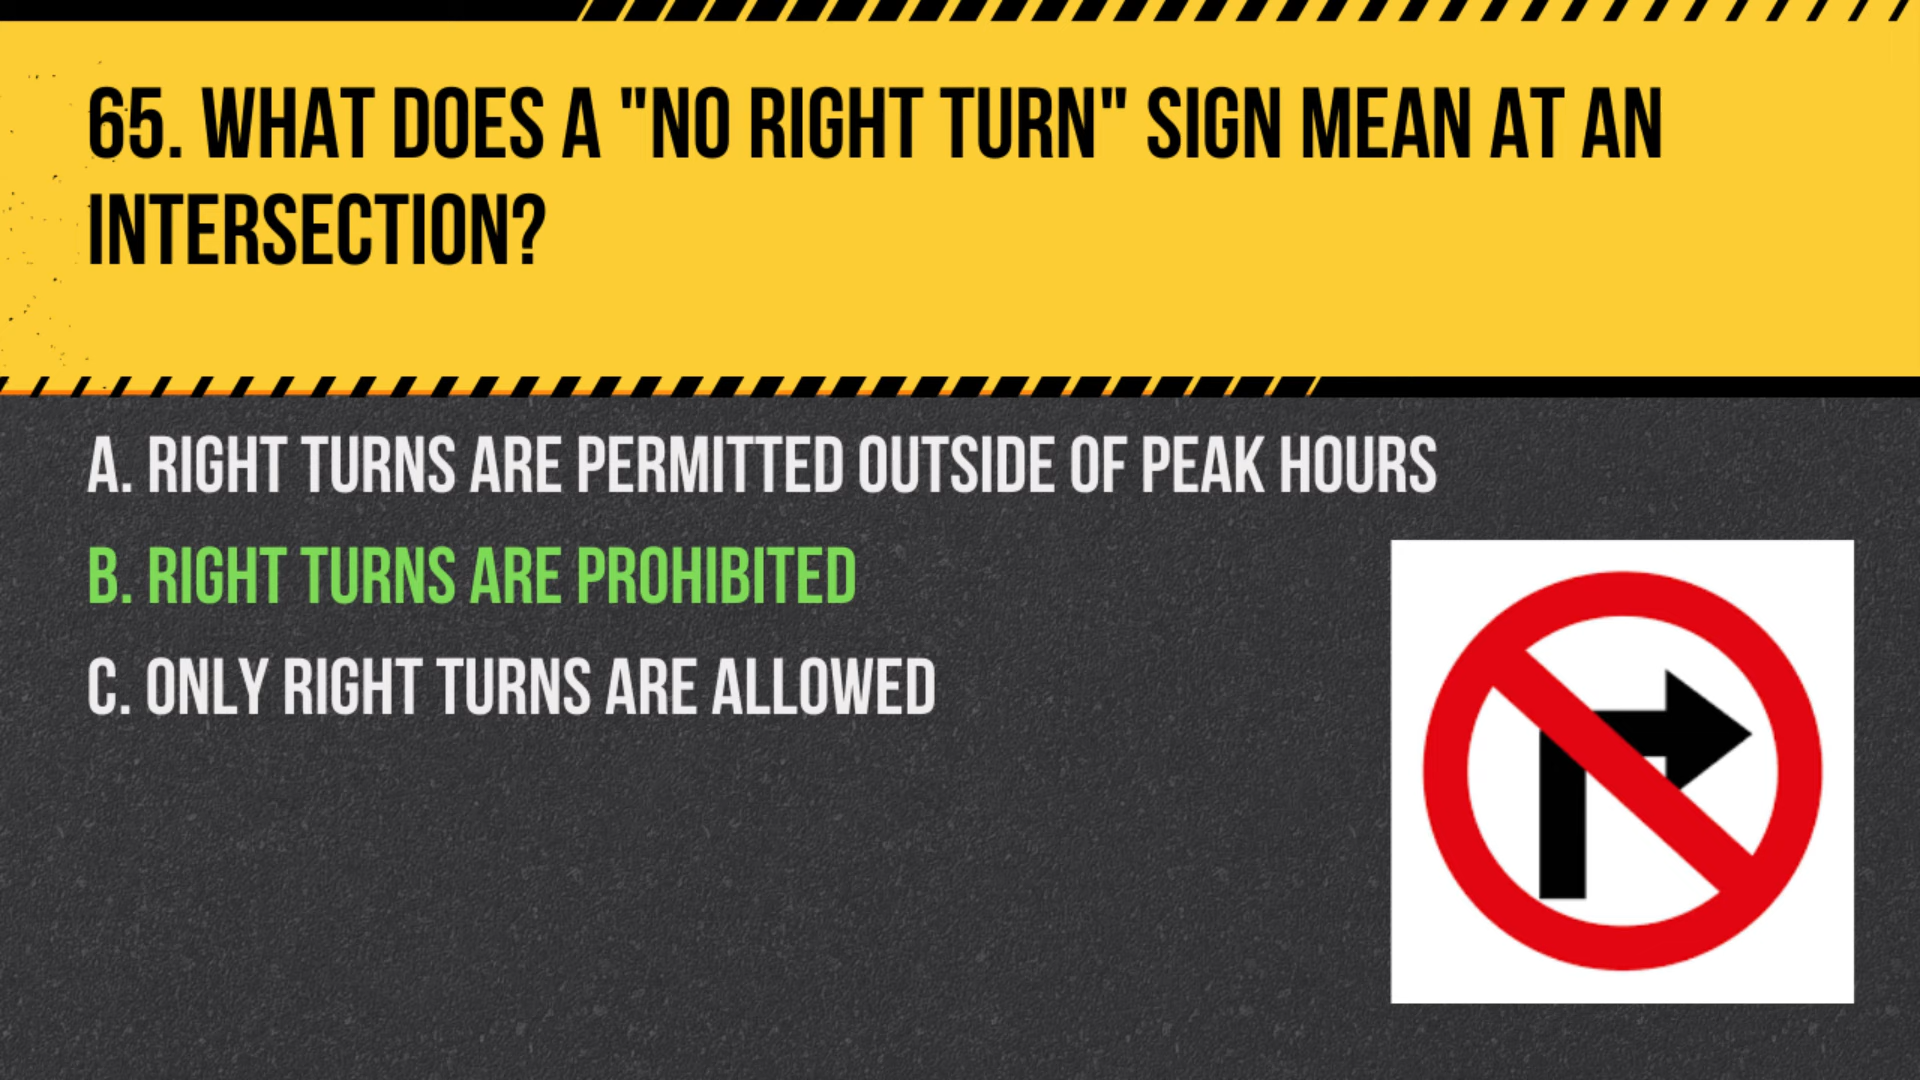 65. WHAT DOES A "NO RIGHT TURN" SIGN MEAN AT AN
INTERSECTION?
A. RIGHT TURNS ARE PERMITTED OUTSIDE OF PEAK HOURS
B. RIGHT TURNS ARE PROHIBITED
C. ONLY RIGHT TURNS ARE ALLOWED